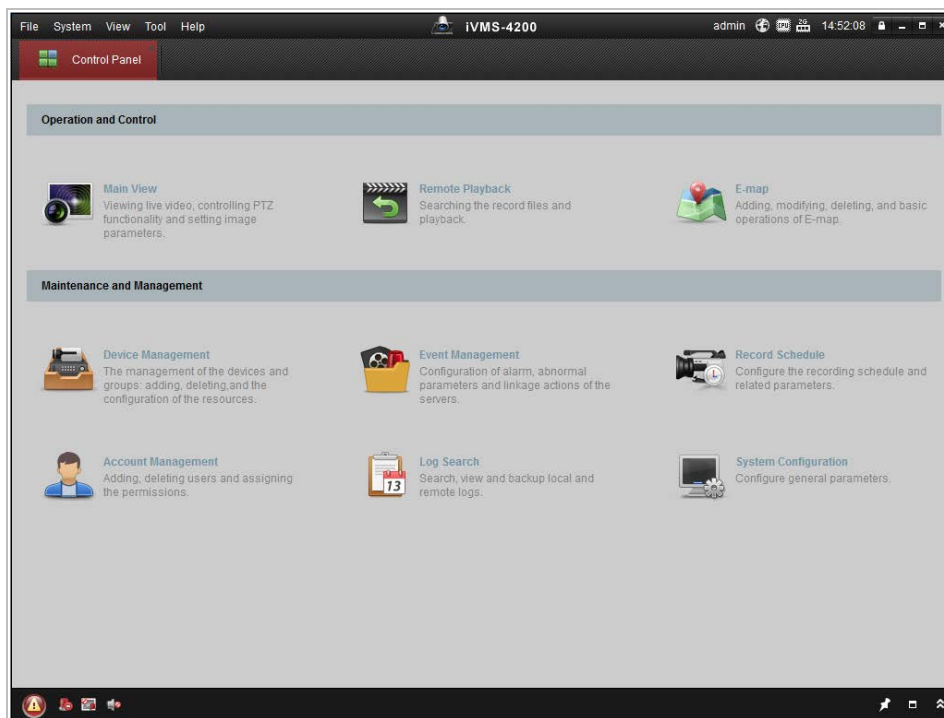 File System View Tool Help iVMS-4200 admin CPU 2G 14:52:08
Control Panel
Operation and Control
Main View
Viewing live video, controlling PTZ
functionality and setting image
parameters.
Remote Playback
Searching the record files and
playback.
E-map
Adding, modifying, deleting, and basic
operations of E-map.
Maintenance and Management
Device Management
The management of the devices and
groups: adding, deleting,and the
configuration of the resources.
Event Management
Configuration of alarm, abnormal
parameters and linkage actions of the
servers.
Record Schedule
Configure the recording schedule and
related parameters.
Account Management
Adding, deleting users and assigning
the permissions.
13
Log Search
Search, view and backup local and
remote logs.
System Configuration
Configure general parameters.